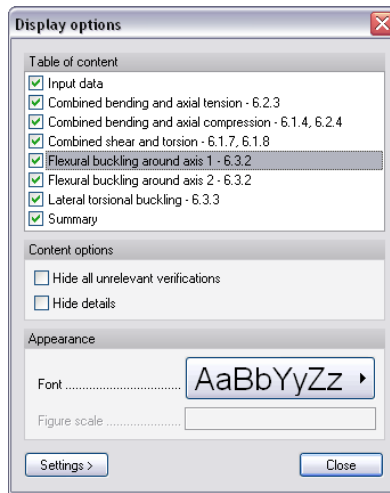 Display options
Table of content
Input data
Combined bending and axial tension - 6.2.3
Combined bending and axial compression - 6.1.4, 6.2.4
Combined shear and torsion - 6.1.7, 6.1.8
Flexural buckling around axis 1 - 6.3.2
Flexural buckling around axis 2 - 6.3.2
Lateral torsional buckling - 6.3.3
Summary
Content options
Hide all unrelevant verifications
Hide details
Appearance
Font ................................ AaBbYyZz
Figure scale ......................
Settings > Close